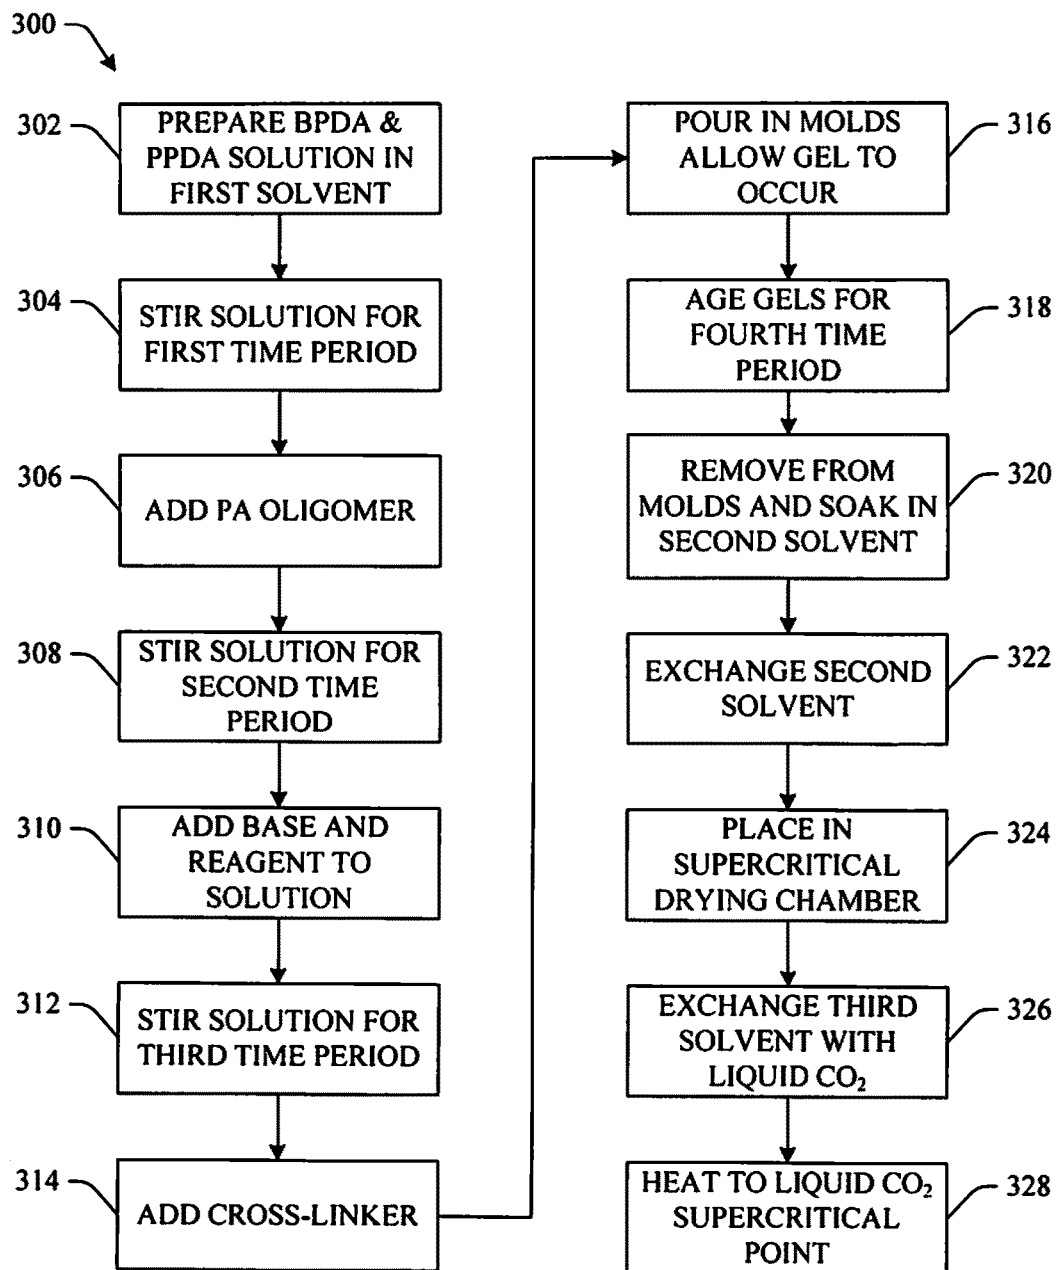 300
302
PREPARE BPDA &
PPDA SOLUTION IN
FIRST SOLVENT
304
STIR SOLUTION FOR
FIRST TIME PERIOD
306
ADD PA OLIGOMER
308
STIR SOLUTION FOR
SECOND TIME
PERIOD
310
ADD BASE AND
REAGENT TO
SOLUTION
312
STIR SOLUTION FOR
THIRD TIME PERIOD
314
ADD CROSS-LINKER
POUR IN MOLDS
ALLOW GEL TO
OCCUR
316
AGE GELS FOR
FOURTH TIME
PERIOD
318
REMOVE FROM
MOLDS AND SOAK IN
SECOND SOLVENT
320
EXCHANGE SECOND
SOLVENT
322
PLACE IN
SUPERCRITICAL
DRYING CHAMBER
324
EXCHANGE THIRD
SOLVENT WITH
LIQUID CO₂
326
HEAT TO LIQUID CO₂
SUPERCRITICAL
POINT
328